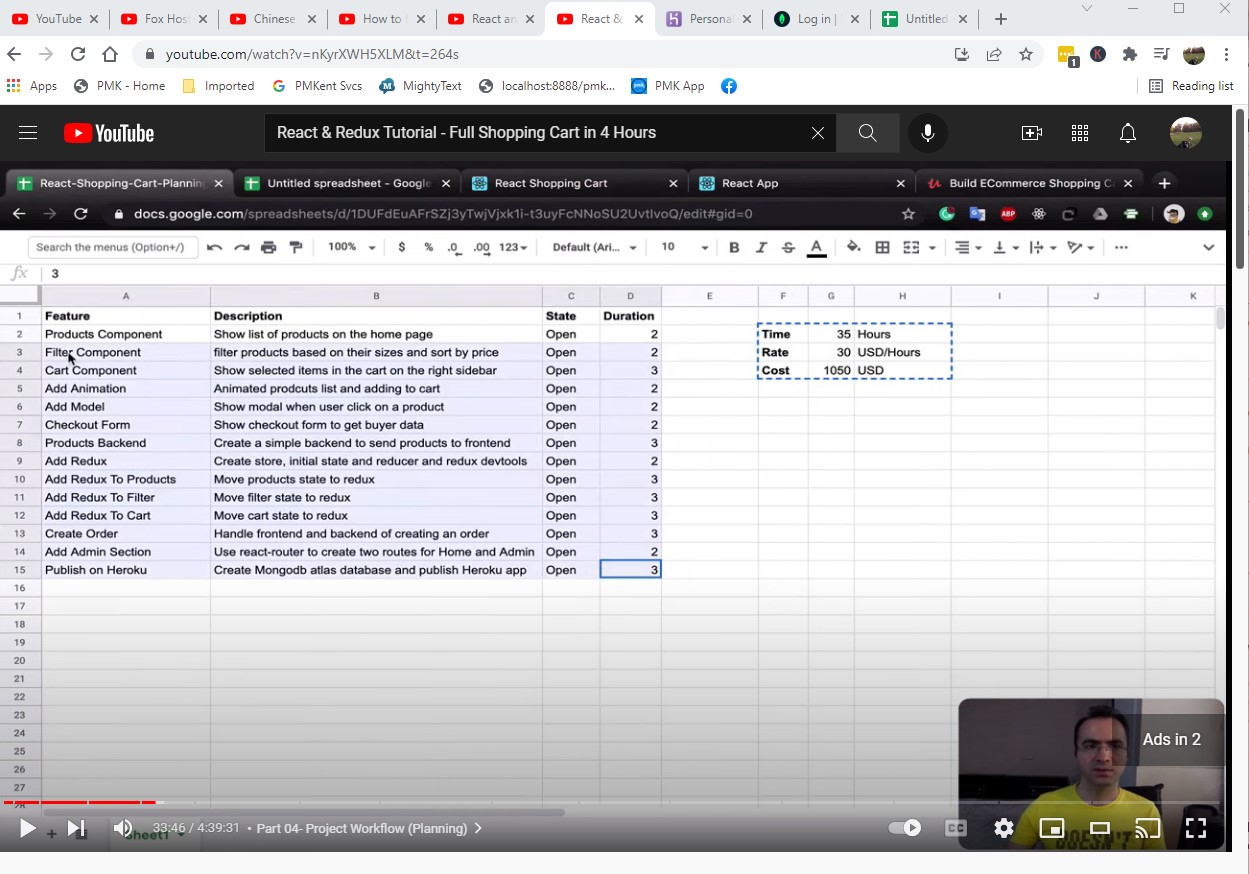 YouTube
Fox Hos
Chinese
How to
React an
React &
Persona
Log in |
Untitled
youtube.com/watch?v=nKyrXWH5XLM&t=264s
1
K
Apps
PMK - Home
Imported
G PMKent Svcs
MightyText
localhost:8888/pmk...
PMK App
Reading list
YouTube
React & Redux Tutorial - Full Shopping Cart in 4 Hours
React-Shopping-Cart-Planning
Untitled spreadsheet - Google
React Shopping Cart
React App
Build ECommerce Shopping C
docs.google.com/spreadsheets/d/1DUFdEuAFrSZj3yTwjVjxk1i-t3uyFcNNoSU2UvtIvoQ/edit#gid=0
ABP
Search the menus (Option+/)
100% $ % .0 .00 123 Default (Ari... 10 B I S A
fx 3
A B C D E F G H I J K
1 Feature Description State Duration
2 Products Component Show list of products on the home page Open 2 Time 35 Hours
3 Filter Component filter products based on their sizes and sort by price Open 2 Rate 30 USD/Hours
4 Cart Component Show selected items in the cart on the right sidebar Open 3 Cost 1050 USD
5 Add Animation Animated prodcuts list and adding to cart Open 2
6 Add Model Show modal when user click on a product Open 2
7 Checkout Form Show checkout form to get buyer data Open 2
8 Products Backend Create a simple backend to send products to frontend Open 3
9 Add Redux Create store, initial state and reducer and redux devtools Open 2
10 Add Redux To Products Move products state to redux Open 3
11 Add Redux To Filter Move filter state to redux Open 3
12 Add Redux To Cart Move cart state to redux Open 3
13 Create Order Handle frontend and backend of creating an order Open 3
14 Add Admin Section Use react-router to create two routes for Home and Admin Open 2
15 Publish on Heroku Create Mongodb atlas database and publish Heroku app Open 3
16
17
18
19
20
21
22
23
24
25
26
27
28
Ads in 2
DOESN'T
Sheet1
33:46 / 4:39:31 • Part 04- Project Workflow (Planning)
CC